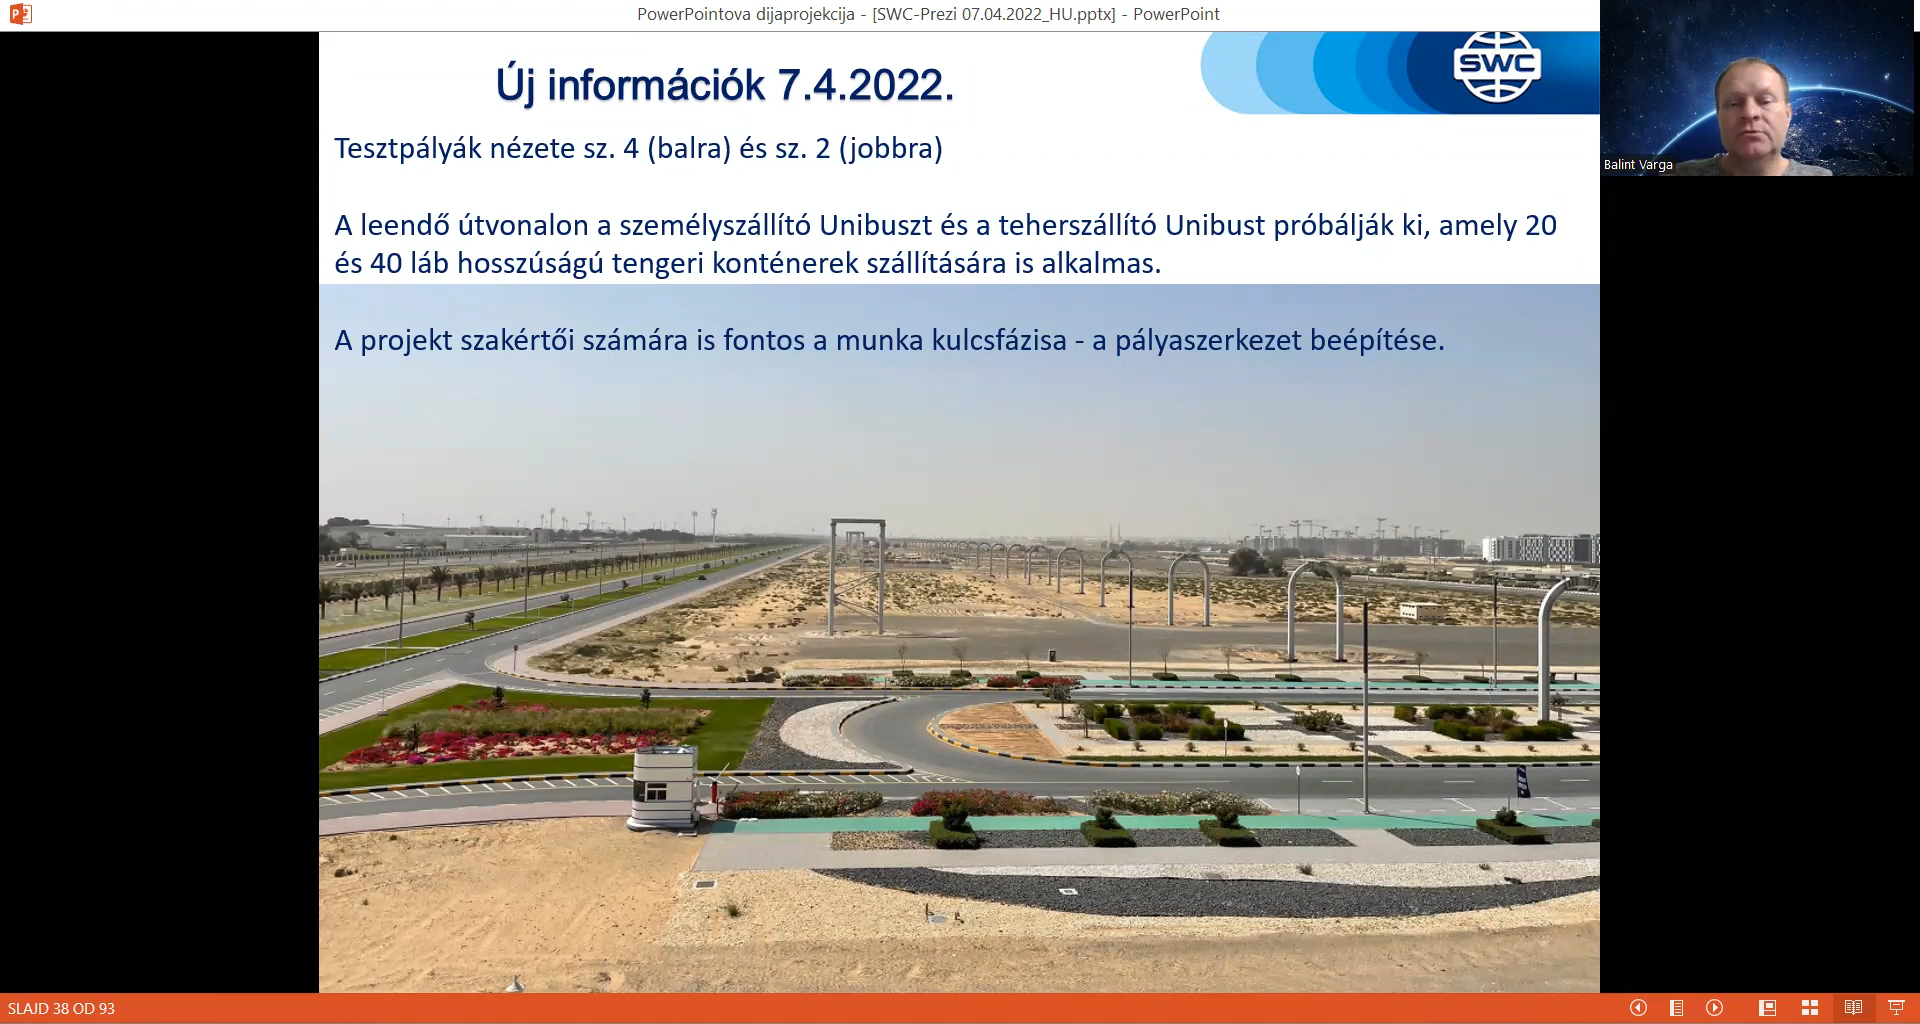 PowerPointova dijaprojekcija - [SWC-Prezi 07.04.2022_HU.pptx] - PowerPoint
Új információk 7.4.2022.
SWC
Balint Varga
Tesztpályák nézete sz. 4 (balra) és sz. 2 (jobbra)
A leendő útvonalon a személyszállító Unibuszt és a teherszállító Unibust próbálják ki, amely 20
és 40 láb hosszúságú tengeri konténerek szállítására is alkalmas.
A projekt szakértői számára is fontos a munka kulcsfázisa - a pályaszerkezet beépítése.
SLAJD 38 OD 93